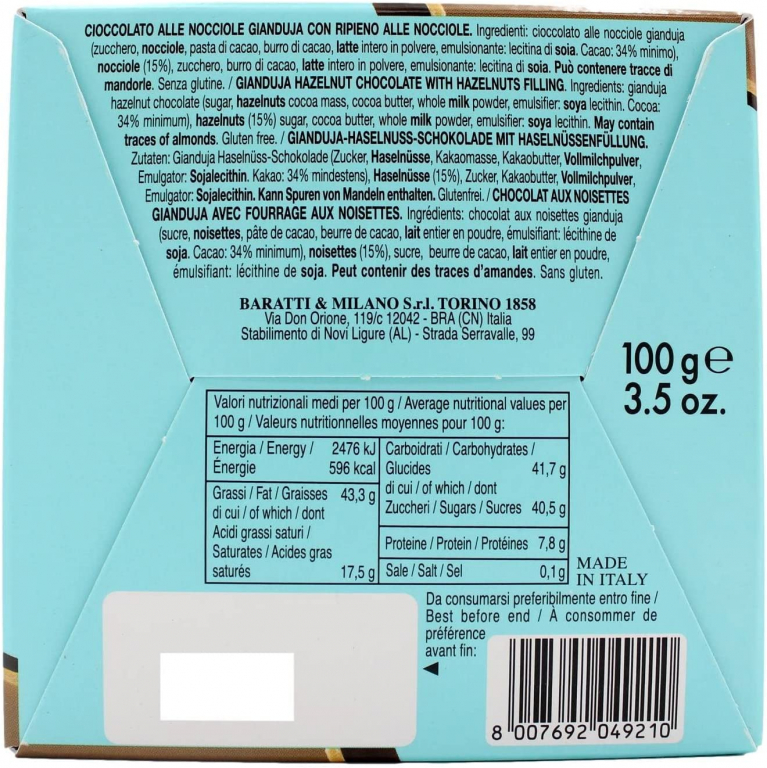 CIOCCOLATO ALLE NOCCIOLE GIANDUJA CON RIPIENO ALLE NOCCIOLE. Ingredienti: cioccolato alle nocciole gianduja
(zucchero, nocciole, pasta di cacao, burro di cacao, latte intero in polvere, emulsionante: lecitina di soia. Cacao: 34% minimo),
nocciole (15%), zucchero, burro di cacao, latte intero in polvere, emulsionante: lecitina di soia. Può contenere tracce di
mandorle. Senza glutine. / GIANDUJA HAZELNUT CHOCOLATE WITH HAZELNUTS FILLING. Ingredients: gianduja
hazelnut chocolate (sugar, hazelnuts cocoa mass, cocoa butter, whole milk powder, emulsifier: soya lecithin. Cocoa:
34% minimum), hazelnuts (15%) sugar, cocoa butter, whole milk powder, emulsifier: soya lecithin. May contain
traces of almonds. Gluten free. / GIANDUJA-HASELNUSS-SCHOKOLADE MIT HASELNÜSSENFÜLLUNG.
Zutaten: Gianduja Haselnüss-Schokolade (Zucker, Haselnüsse, Kakaomasse, Kakaobutter, Vollmilchpulver,
Emulgator: Sojalecithin. Kakao: 34% mindestens), Haselnüsse (15%), Zucker, Kakaobutter, Vollmilchpulver,
Emulgator: Sojalecithin. Kann Spuren von Mandeln enthalten. Glutenfrei. / CHOCOLAT AUX NOISETTES
GIANDUJA AVEC FOURRAGE AUX NOISETTES. Ingrédients: chocolat aux noisettes gianduja
(sucre, noisettes, pâte de cacao, beurre de cacao, lait entier en poudre, émulsifiant: lécithine de
soja. Cacao: 34% minimum), noisettes (15%), sucre, beurre de cacao, lait entier en poudre,
émulsifiant: lécithine de soja. Peut contenir des traces d'amandes. Sans gluten.
BARATTI & MILANO S.r.l. TORINO 1858
Via Don Orione, 119/c 12042 - BRA (CN) Italia
Stabilimento di Novi Ligure (AL) - Strada Serravalle, 99
100 g e
3.5 oz.
Valori nutrizionali medi per 100 g / Average nutritional values per
100 g / Valeurs nutritionnelles moyennes pour 100 g:
Energia / Energy / 2476 kJ
Énergie 596 kcal
Grassi / Fat / Graisses 43,3 g
di cui / of which / dont
Acidi grassi saturi /
Saturates / Acides gras
saturés 17,5 g
Carboidrati / Carbohydrates /
Glucides 41,7 g
di cui / of which / dont
Zuccheri / Sugars / Sucres 40,5 g
Proteine / Protein / Protéines 7,8 g
Sale / Salt / Sel 0,1 g
MADE
IN ITALY
Da consumarsi preferibilmente entro fine /
Best before end / À consommer de
préférence
avant fin:
8 007692 049210